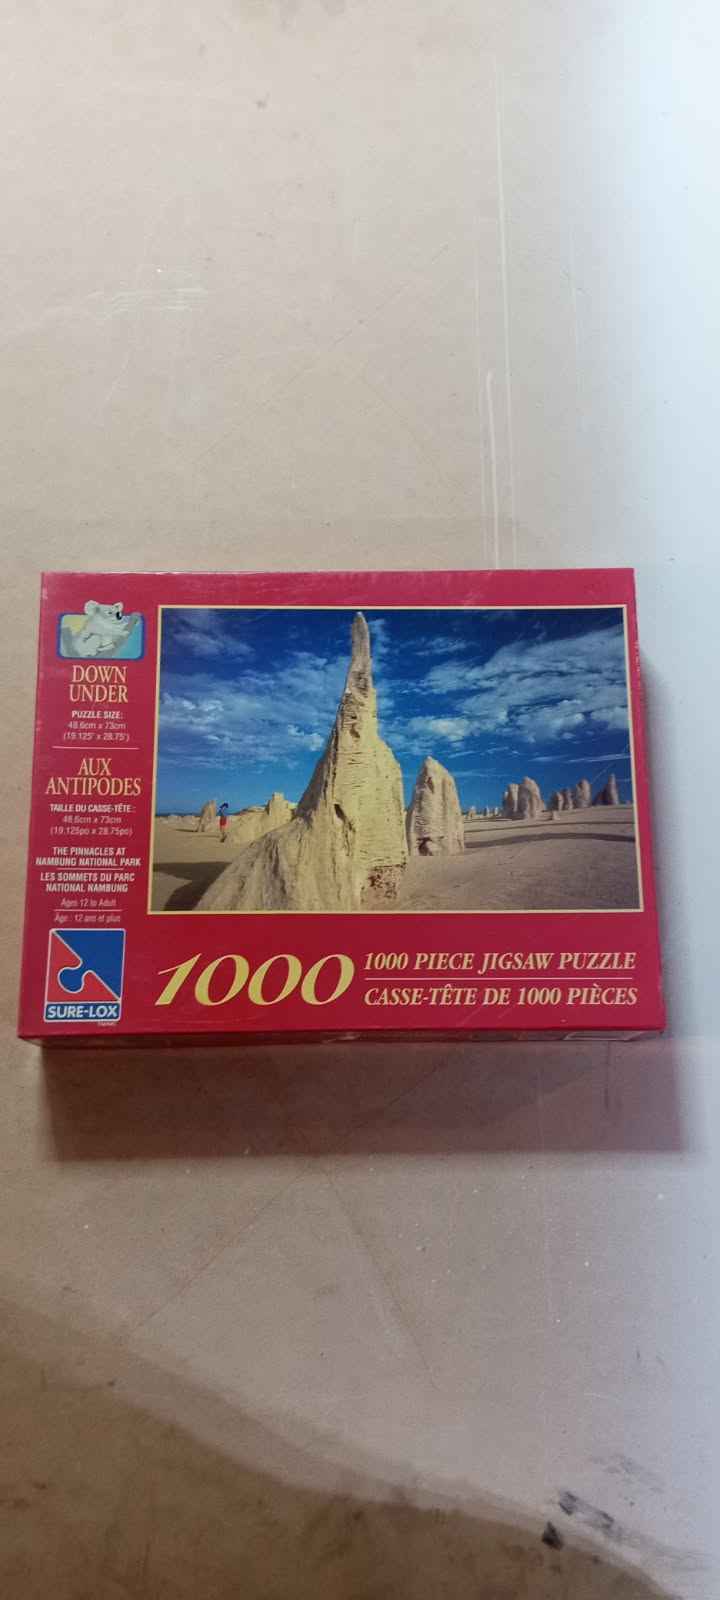 DOWN
UNDER
PUZZLE SIZE:
48.6cm x 73cm
(19.125" x 28.75")
AUX
ANTIPODES
TAILLE DU CASSE-TÊTE:
48.6cm x 73cm
(19.125po x 28.75po)
THE PINNACLES AT
NAMBUNG NATIONAL PARK
LES SOMMETS DU PARC
NATIONAL NAMBUNG
Ages 12 to Adult
Âge : 12 ans et plus
SURE-LOX
1000
1000 PIECE JIGSAW PUZZLE
CASSE-TÊTE DE 1000 PIÈCES